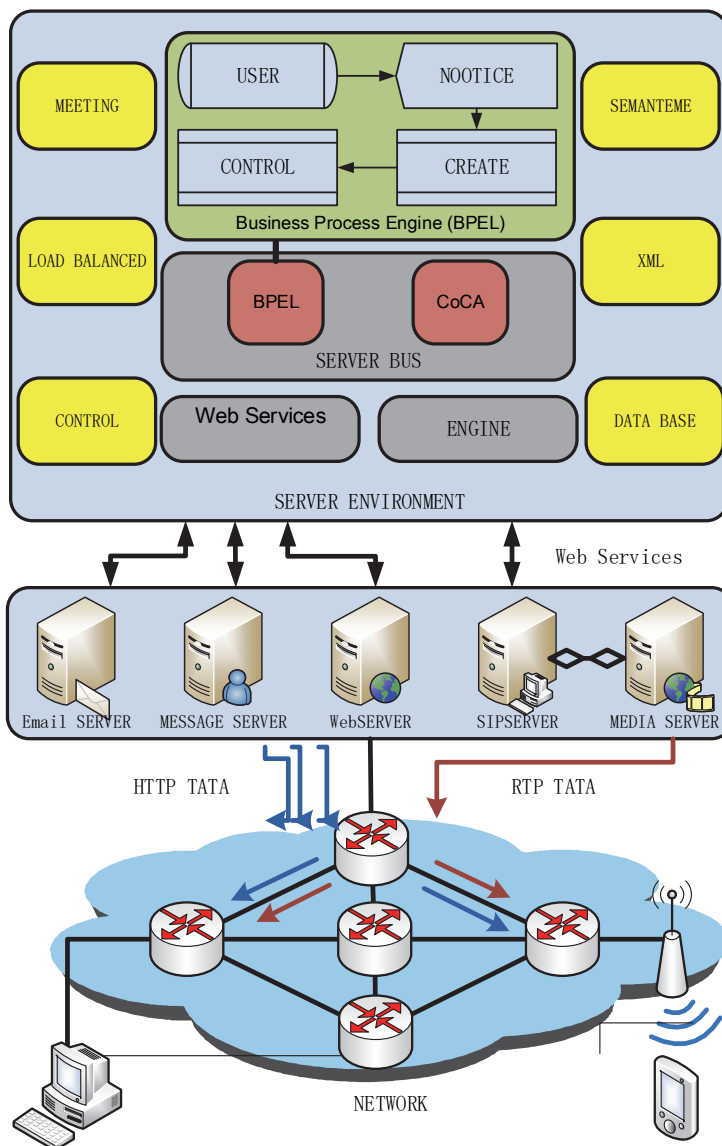 USER
NOOTICE
MEETING
SEMANTEME
CONTROL
CREATE
Business Process Engine (BPEL)
LOAD BALANCED
XML
BPEL
CoCA
SERVER BUS
CONTROL
Web Services
ENGINE
DATA BASE
SERVER ENVIRONMENT
Web Services
Email SERVER
MESSAGE SERVER
WebSERVER
SIPSERVER
MEDIA SERVER
HTTP TATA
RTP TATA
NETWORK